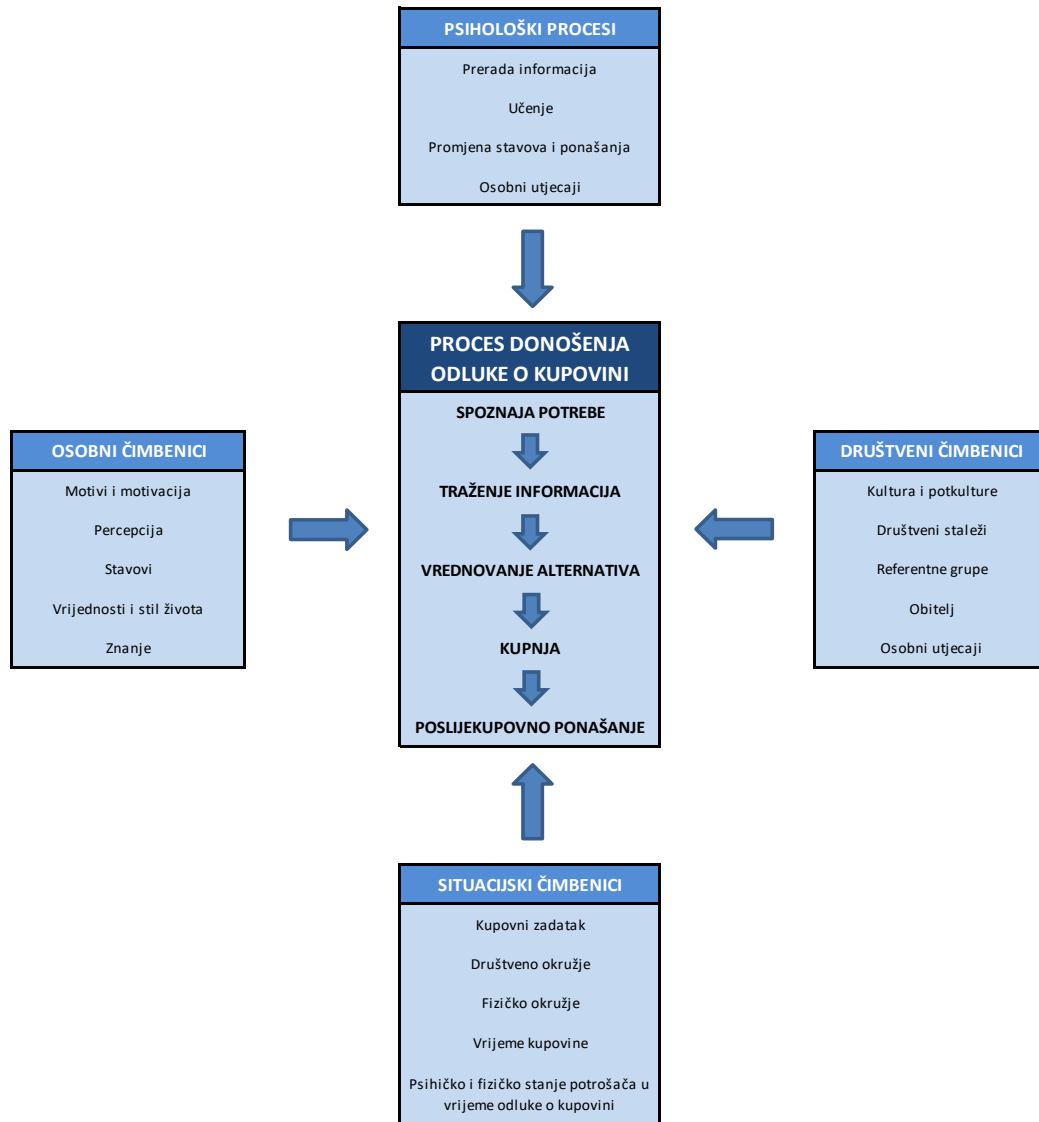 PSIHOLOŠKI PROCESI
Prerada informacija
Učenje
Promjena stavova i ponašanja
Osobni utjecaji
PROCES DONOŠENJA
ODLUKE O KUPOVINI
SPOZNAJA POTREBE
TRAŽENJE INFORMACIJA
VREDNOVANJE ALTERNATIVA
KUPNJA
POSLIJEKUPOVNO PONAŠANJE
OSOBNI ČIMBENICI
Motivi i motivacija
Percepcija
Stavovi
Vrijednosti i stil života
Znanje
DRUŠTVENI ČIMBENICI
Kultura i potkulture
Društveni staleži
Referentne grupe
Obitelj
Osobni utjecaji
SITUACIJSKI ČIMBENICI
Kupovni zadatak
Društveno okružje
Fizičko okružje
Vrijeme kupovine
Psihičko i fizičko stanje potrošača u
vrijeme odluke o kupovini